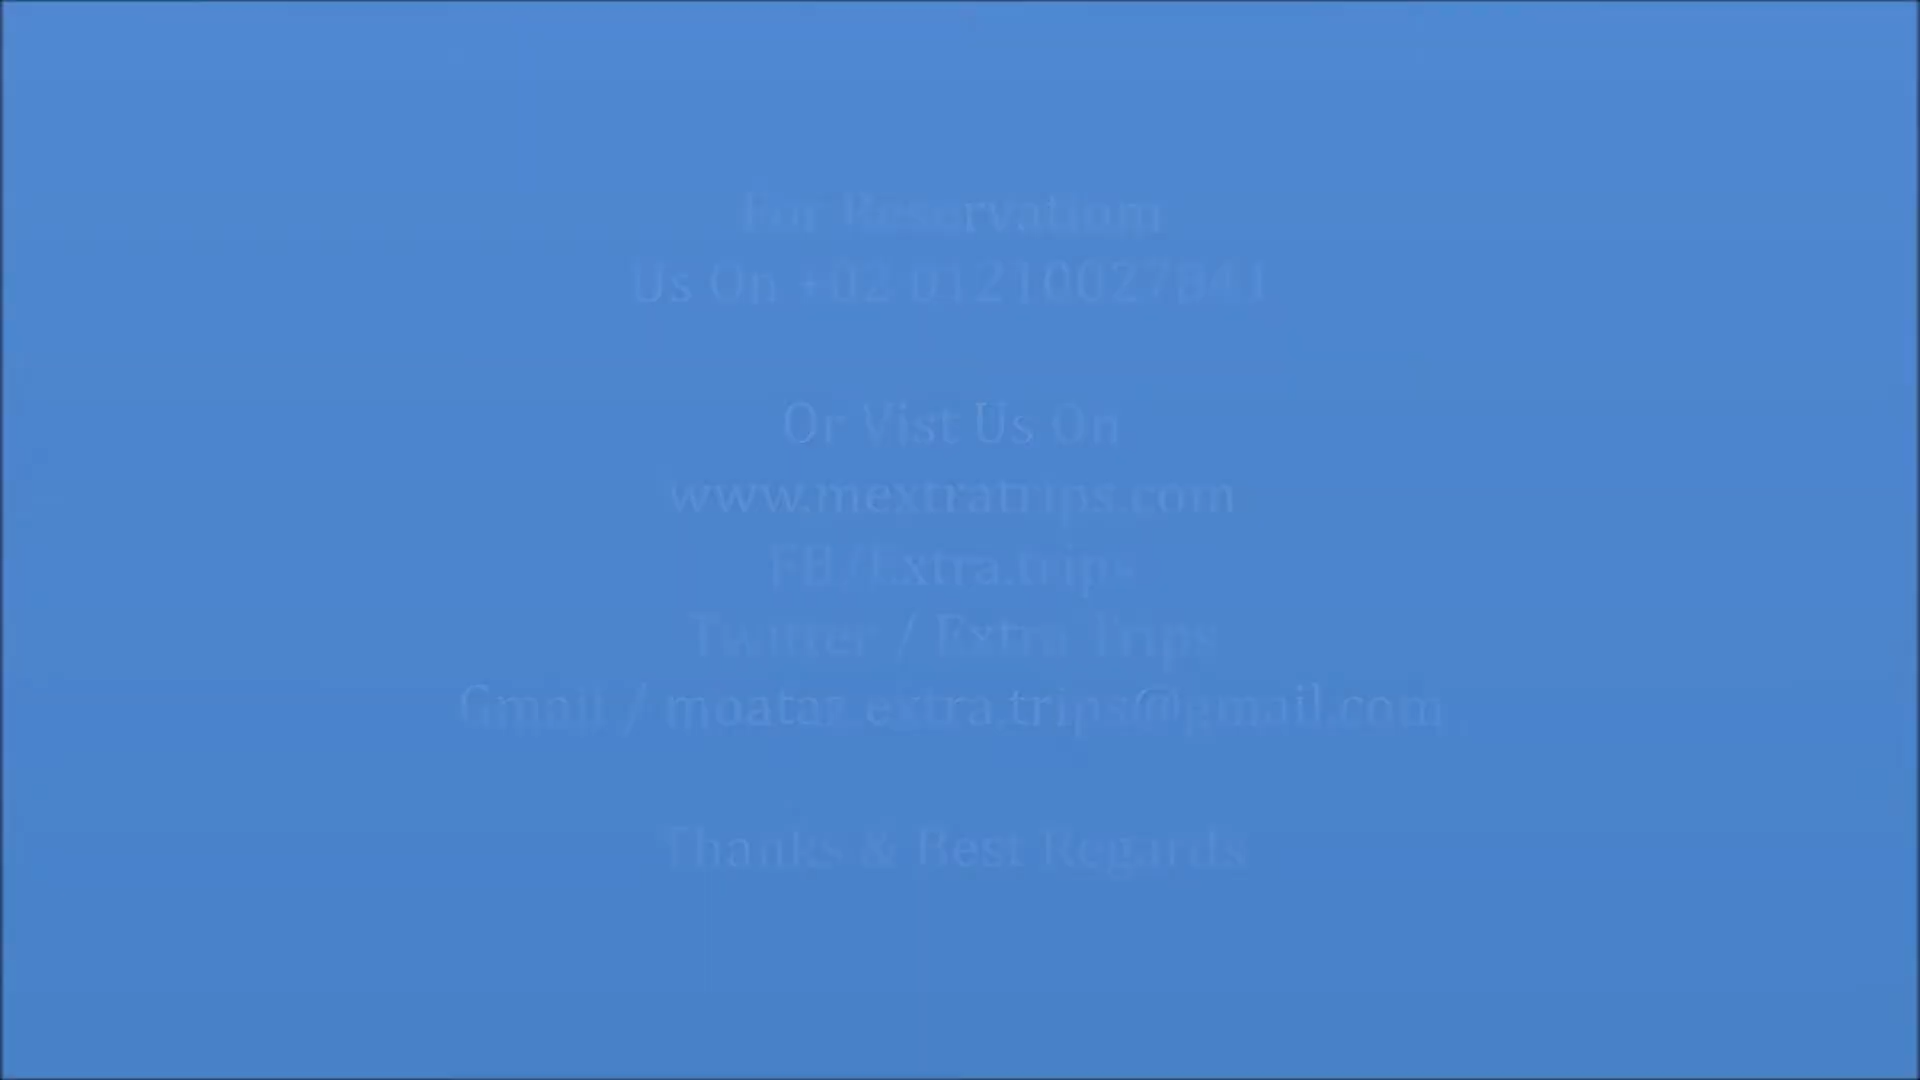 For Reservation
Us On +02 01210027841
Or Vist Us On
www.mextratrips.com
FB/Extra.trips
Twitter / Extra Trips
Gmail / moataz.extra.trips@gmail.com
Thanks & Best Regards